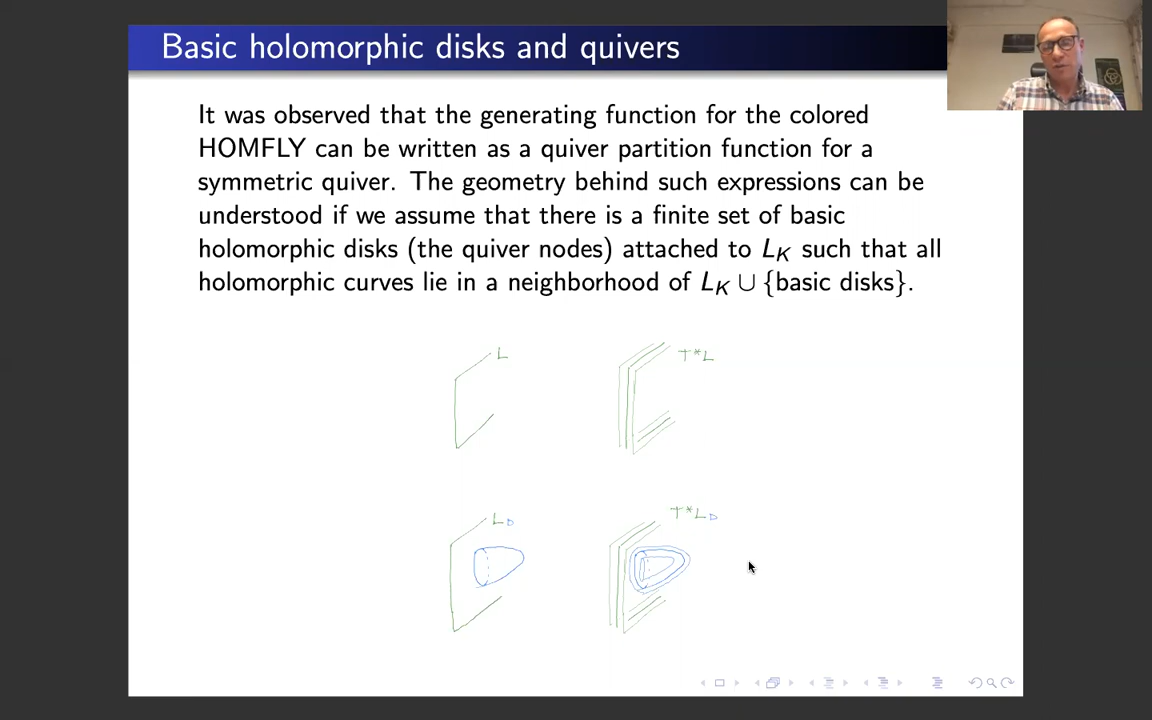 Basic holomorphic disks and quivers
It was observed that the generating function for the colored
HOMFLY can be written as a quiver partition function for a
symmetric quiver. The geometry behind such expressions can be
understood if we assume that there is a finite set of basic
holomorphic disks (the quiver nodes) attached to L_K such that all
holomorphic curves lie in a neighborhood of L_K ∪ {basic disks}.
L
T*L
L_D
T*L_D